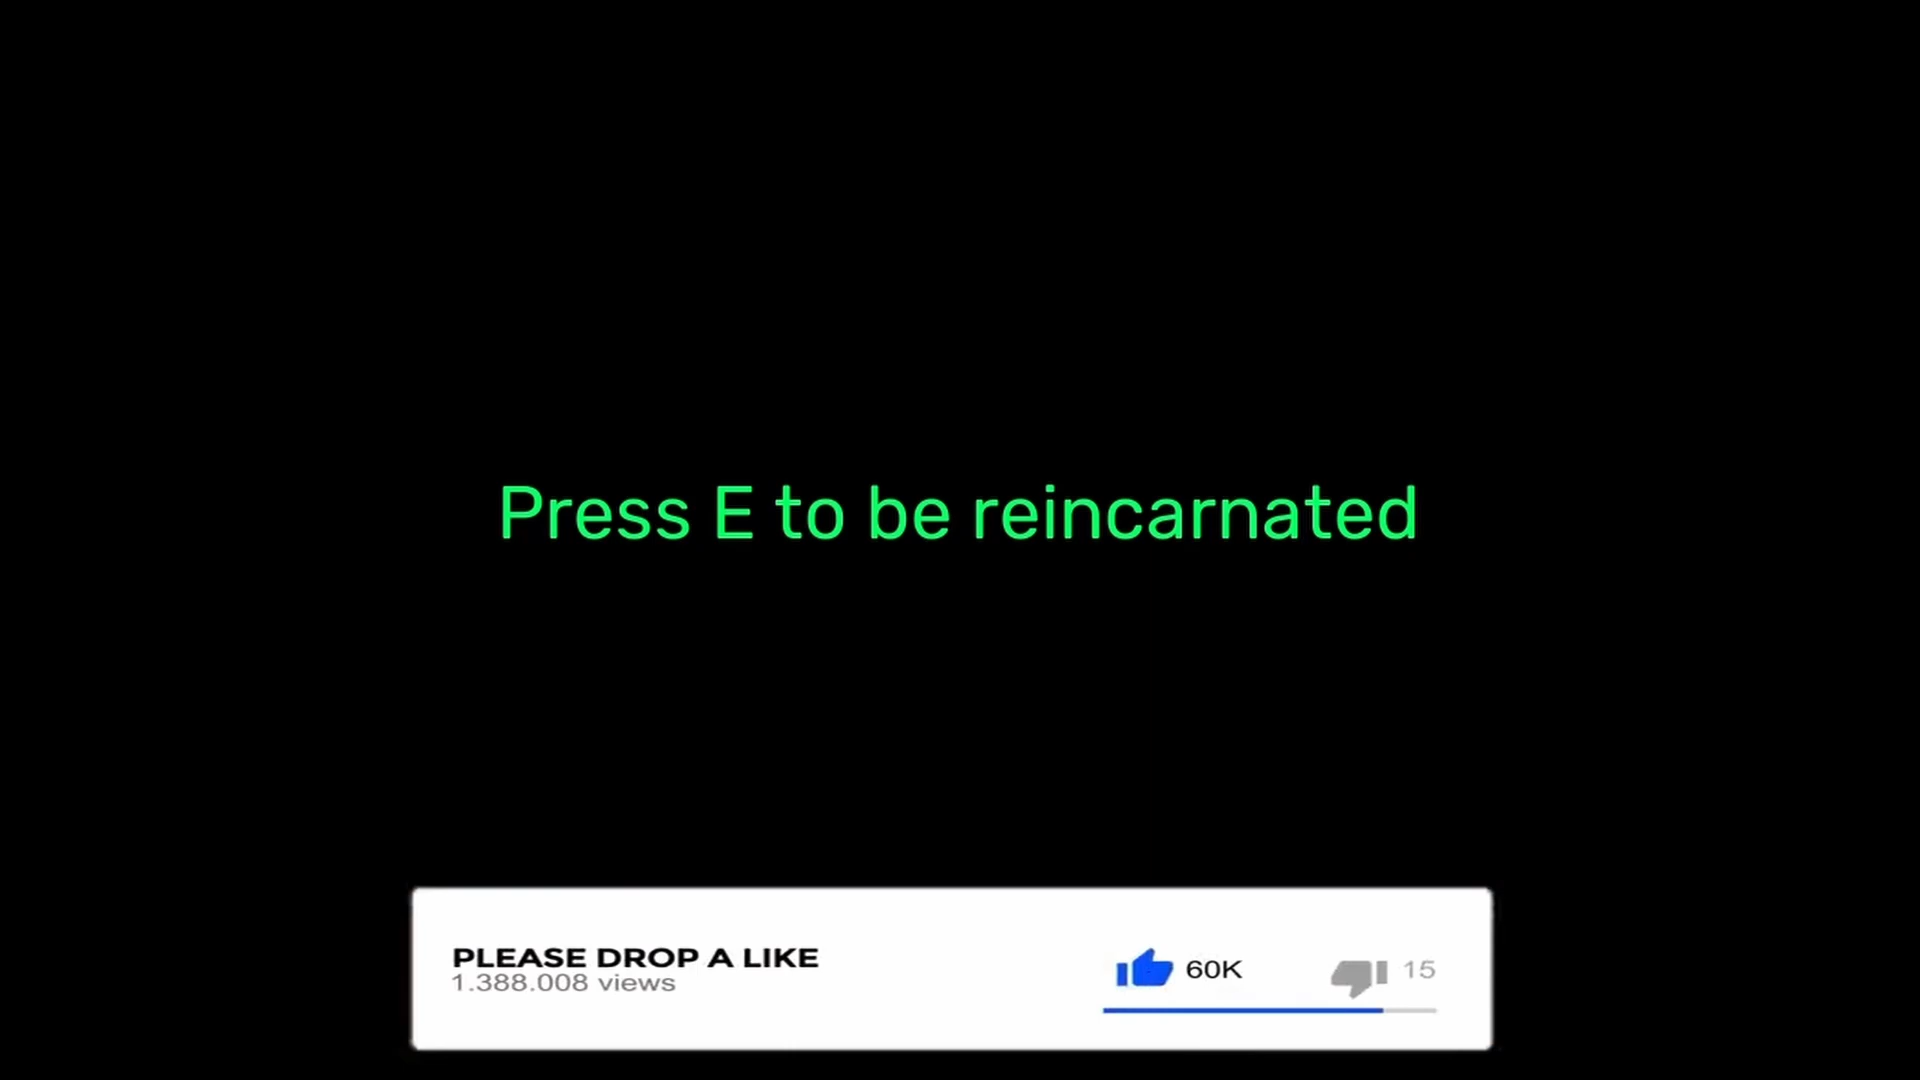 Press E to be reincarnated
PLEASE DROP A LIKE
1.388.008 views
60K
15